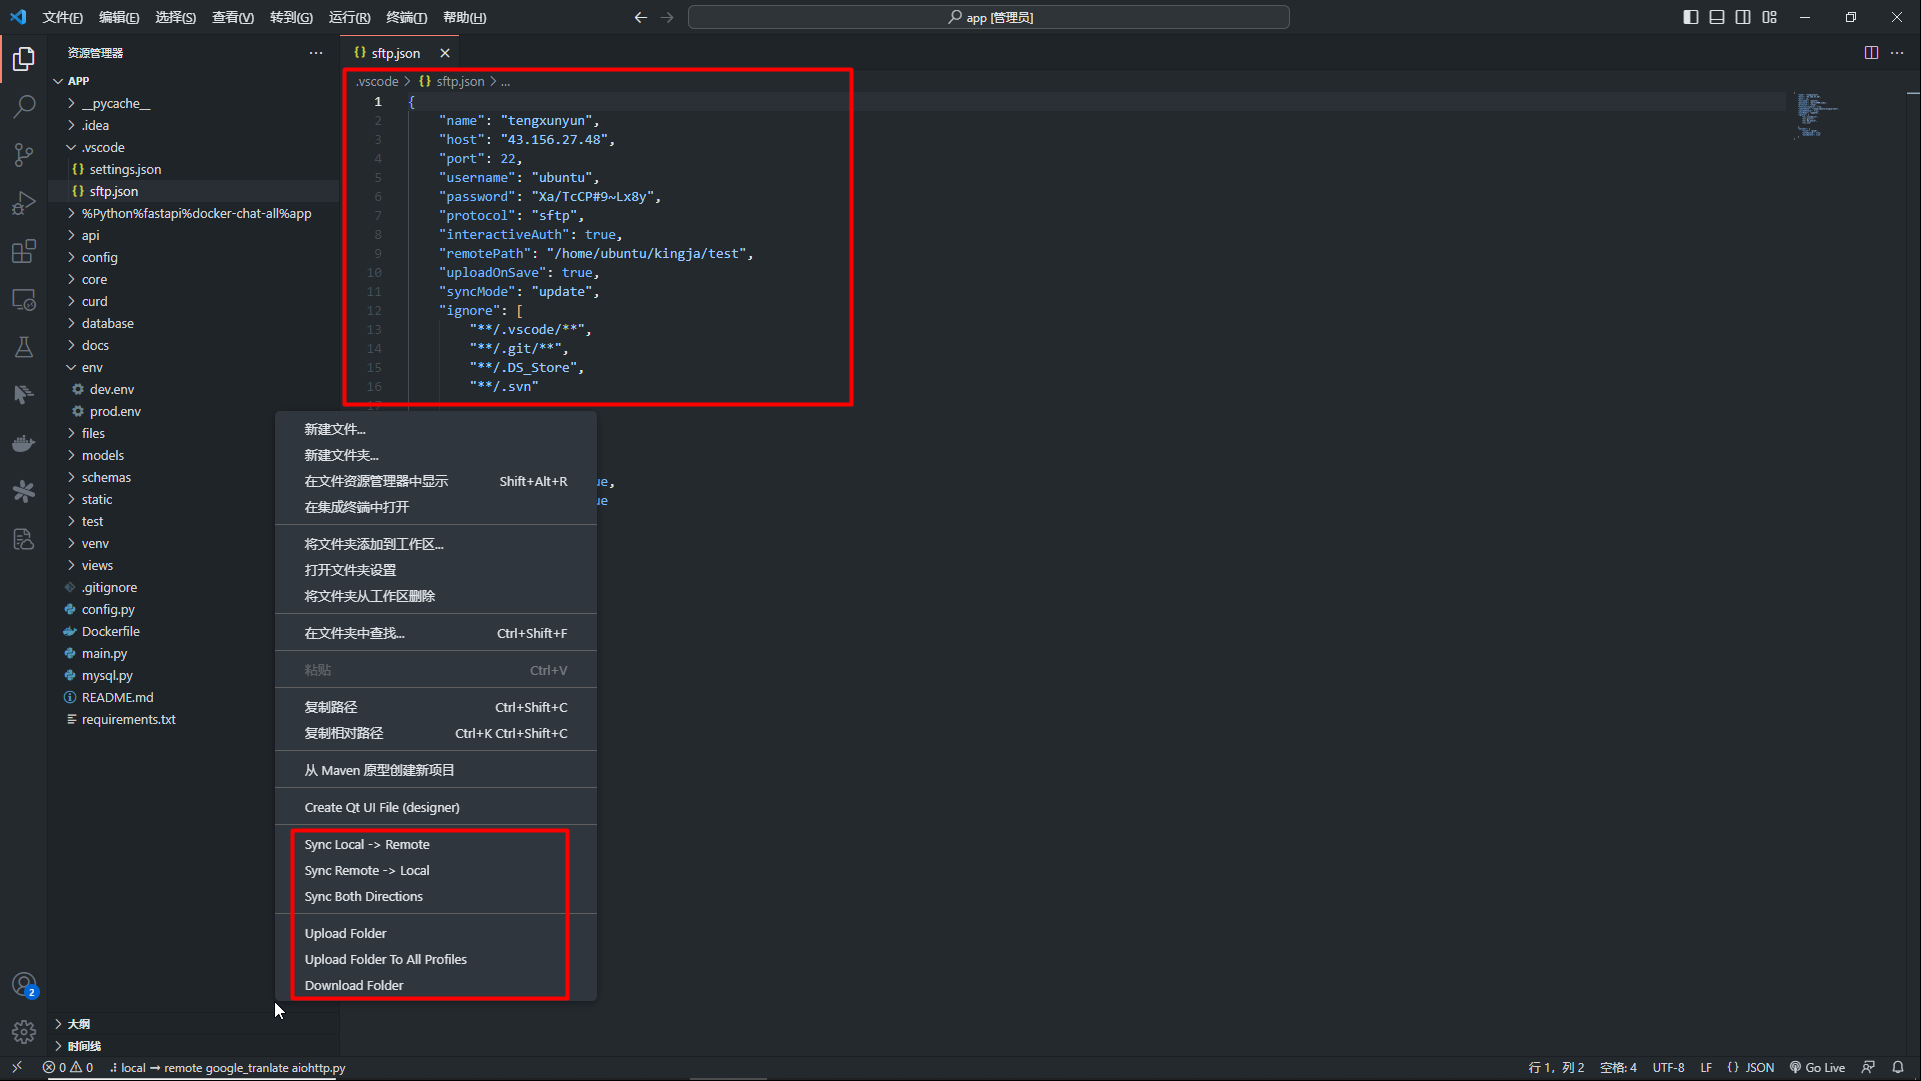 文件(F) 编辑(E) 选择(S) 查看(V) 转到(G) 运行(R) 终端(T) 帮助(H) app [管理员]
资源管理器
sftp.json
APP
__pycache__
.idea
.vscode
settings.json
sftp.json
%Python%fastapi%docker-chat-all%app
api
config
core
curd
database
docs
env
dev.env
prod.env
files
models
schemas
static
test
venv
views
.gitignore
config.py
Dockerfile
main.py
mysql.py
README.md
requirements.txt
大纲
时间线
.vscode > {} sftp.json > ...
1 {
2 "name": "tengxunyun",
3 "host": "43.156.27.48",
4 "port": 22,
5 "username": "ubuntu",
6 "password": "Xa/TcCP#9~Lx8y",
7 "protocol": "sftp",
8 "interactiveAuth": true,
9 "remotePath": "/home/ubuntu/kingja/test",
10 "uploadOnSave": true,
11 "syncMode": "update",
12 "ignore": [
13 "**/.vscode/**",
14 "**/.git/**",
15 "**/.DS_Store",
16 "**/.svn"
17
ue,
ue
新建文件...
新建文件夹...
在文件资源管理器中显示 Shift+Alt+R
在集成终端中打开
将文件夹添加到工作区...
打开文件夹设置
将文件夹从工作区删除
在文件夹中查找... Ctrl+Shift+F
粘贴 Ctrl+V
复制路径 Ctrl+Shift+C
复制相对路径 Ctrl+K Ctrl+Shift+C
从 Maven 原型创建新项目
Create Qt UI File (designer)
Sync Local -> Remote
Sync Remote -> Local
Sync Both Directions
Upload Folder
Upload Folder To All Profiles
Download Folder
2
0 0 local → remote google_tranlate aiohttp.py 行 1，列 2 空格: 4 UTF-8 LF {} JSON Go Live